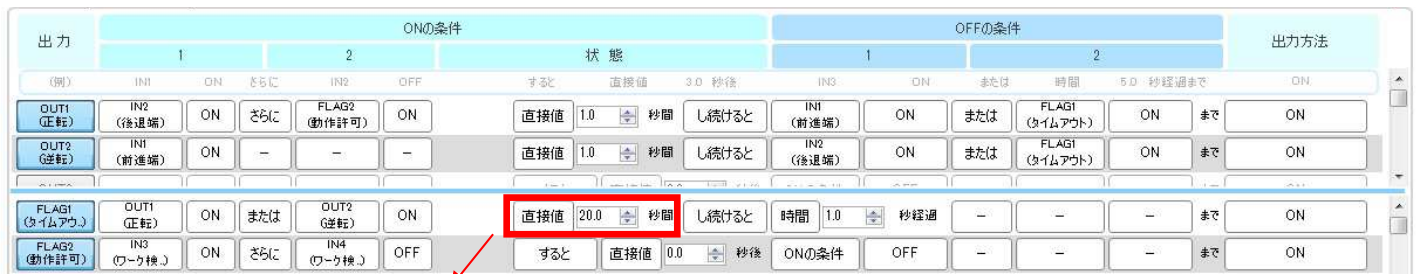 出力 ONの条件 OFFの条件 出力方法
1 2 状態 1 2
(例) IN1 ON さらに IN2 OFF すると 直接値 3.0 秒後 IN3 ON または 時間 5.0 秒経過まで ON
OUT1 (正転) IN2 (後退端) ON さらに FLAG2 (動作許可) ON 直接値 1.0 秒間 し続けると IN1 (前進端) ON または FLAG1 (タイムアウト) ON まで ON
OUT2 (逆転) IN1 (前進端) ON － － － 直接値 1.0 秒間 し続けると IN2 (後退端) ON または FLAG1 (タイムアウト) ON まで ON
FLAG1 (タイムアウ..) OUT1 (正転) ON または OUT2 (逆転) ON 直接値 20.0 秒間 し続けると 時間 1.0 秒経過 － － － まで ON
FLAG2 (動作許可) IN3 (ワーク検..) ON さらに IN4 (ワーク検..) OFF すると 直接値 0.0 秒後 ONの条件 OFF － － － まで ON